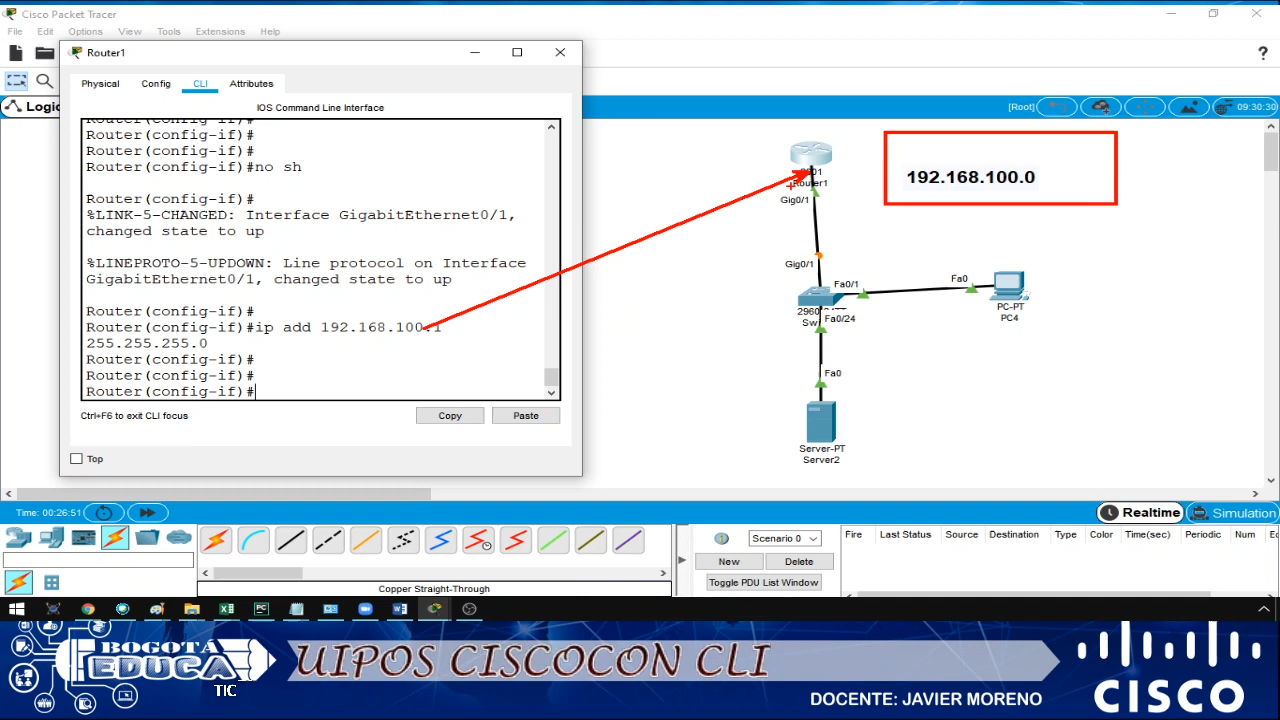 Cisco Packet Tracer
File Edit Options View Tools Extensions Help
Router1
?
Physical Config CLI Attributes
IOS Command Line Interface
Logic
[Root]
09:30:30
Router(config-if)#
Router(config-if)#
Router(config-if)#
Router(config-if)#no sh
Router(config-if)#
%LINK-5-CHANGED: Interface GigabitEthernet0/1,
changed state to up
%LINEPROTO-5-UPDOWN: Line protocol on Interface
GigabitEthernet0/1, changed state to up
Router(config-if)#
Router(config-if)#ip add 192.168.100.1
255.255.255.0
Router(config-if)#
Router(config-if)#
Router(config-if)#
Ctrl+F6 to exit CLI focus
Copy
Paste
Top
192.168.100.0
Router1
Gig0/1
Gig0/1
Fa0/1
Fa0
2960
Sw
Fa0/24
PC-PT
PC4
Fa0
Server-PT
Server2
Time: 00:26:51
Realtime
Simulation
Scenario 0
New
Delete
Toggle PDU List Window
Fire Last Status Source Destination Type Color Time(sec) Periodic Num Ec
Copper Straight-Through
BOGOTA
EDUCA
TIC
UIPOS CISCOCON CLI
DOCENTE: JAVIER MORENO
CISCO